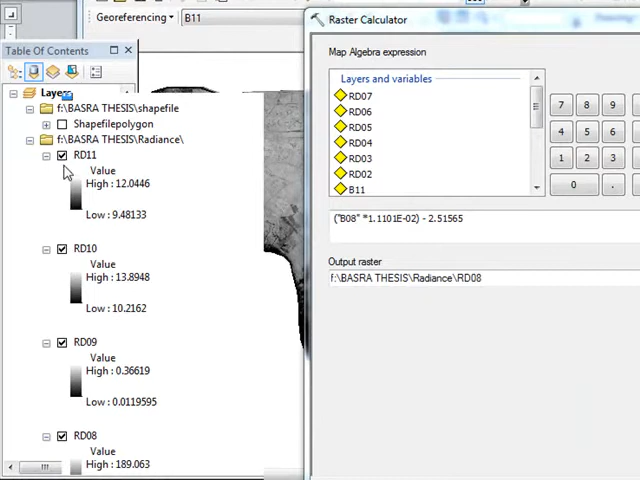 Georeferencing
B11
Raster Calculator
Table Of Contents
Map Algebra expression
Layers and variables
RD07
RD06
RD05
RD04
RD03
RD02
B11
7 8 9
4 5 6
1 2 3
0 .
("B08" *1.1101E-02) - 2.51565
Output raster
f:\BASRA THESIS\Radiance\RD08
Layers
f:\BASRA THESIS\shapefile
Shapefilepolygon
f:\BASRA THESIS\Radiance\
RD11
Value
High : 12.0446
Low : 9.48133
RD10
Value
High : 13.8948
Low : 10.2162
RD09
Value
High : 0.36619
Low : 0.0119595
RD08
Value
High : 189.063